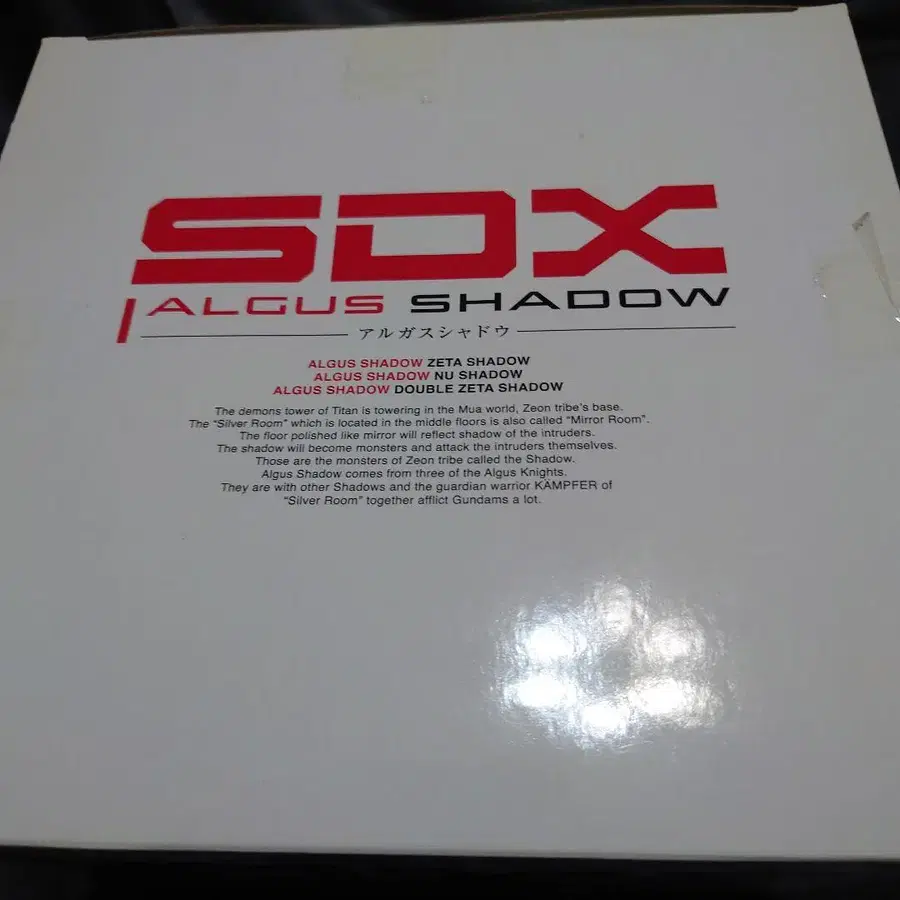 SDX
ALGUS SHADOW
アルガスシャドウ
ALGUS SHADOW ZETA SHADOW
ALGUS SHADOW NU SHADOW
ALGUS SHADOW DOUBLE ZETA SHADOW
The demons tower of Titan is towering in the Mua world, Zeon tribe's base.
The "Silver Room" which is located in the middle floors is also called "Mirror Room".
The floor polished like mirror will reflect shadow of the intruders.
The shadow will become monsters and attack the intruders themselves.
Those are the monsters of Zeon tribe called the Shadow.
Algus Shadow comes from three of the Algus Knights.
They are with other Shadows and the guardian warrior KÄMPFER of
"Silver Room" together afflict Gundams a lot.